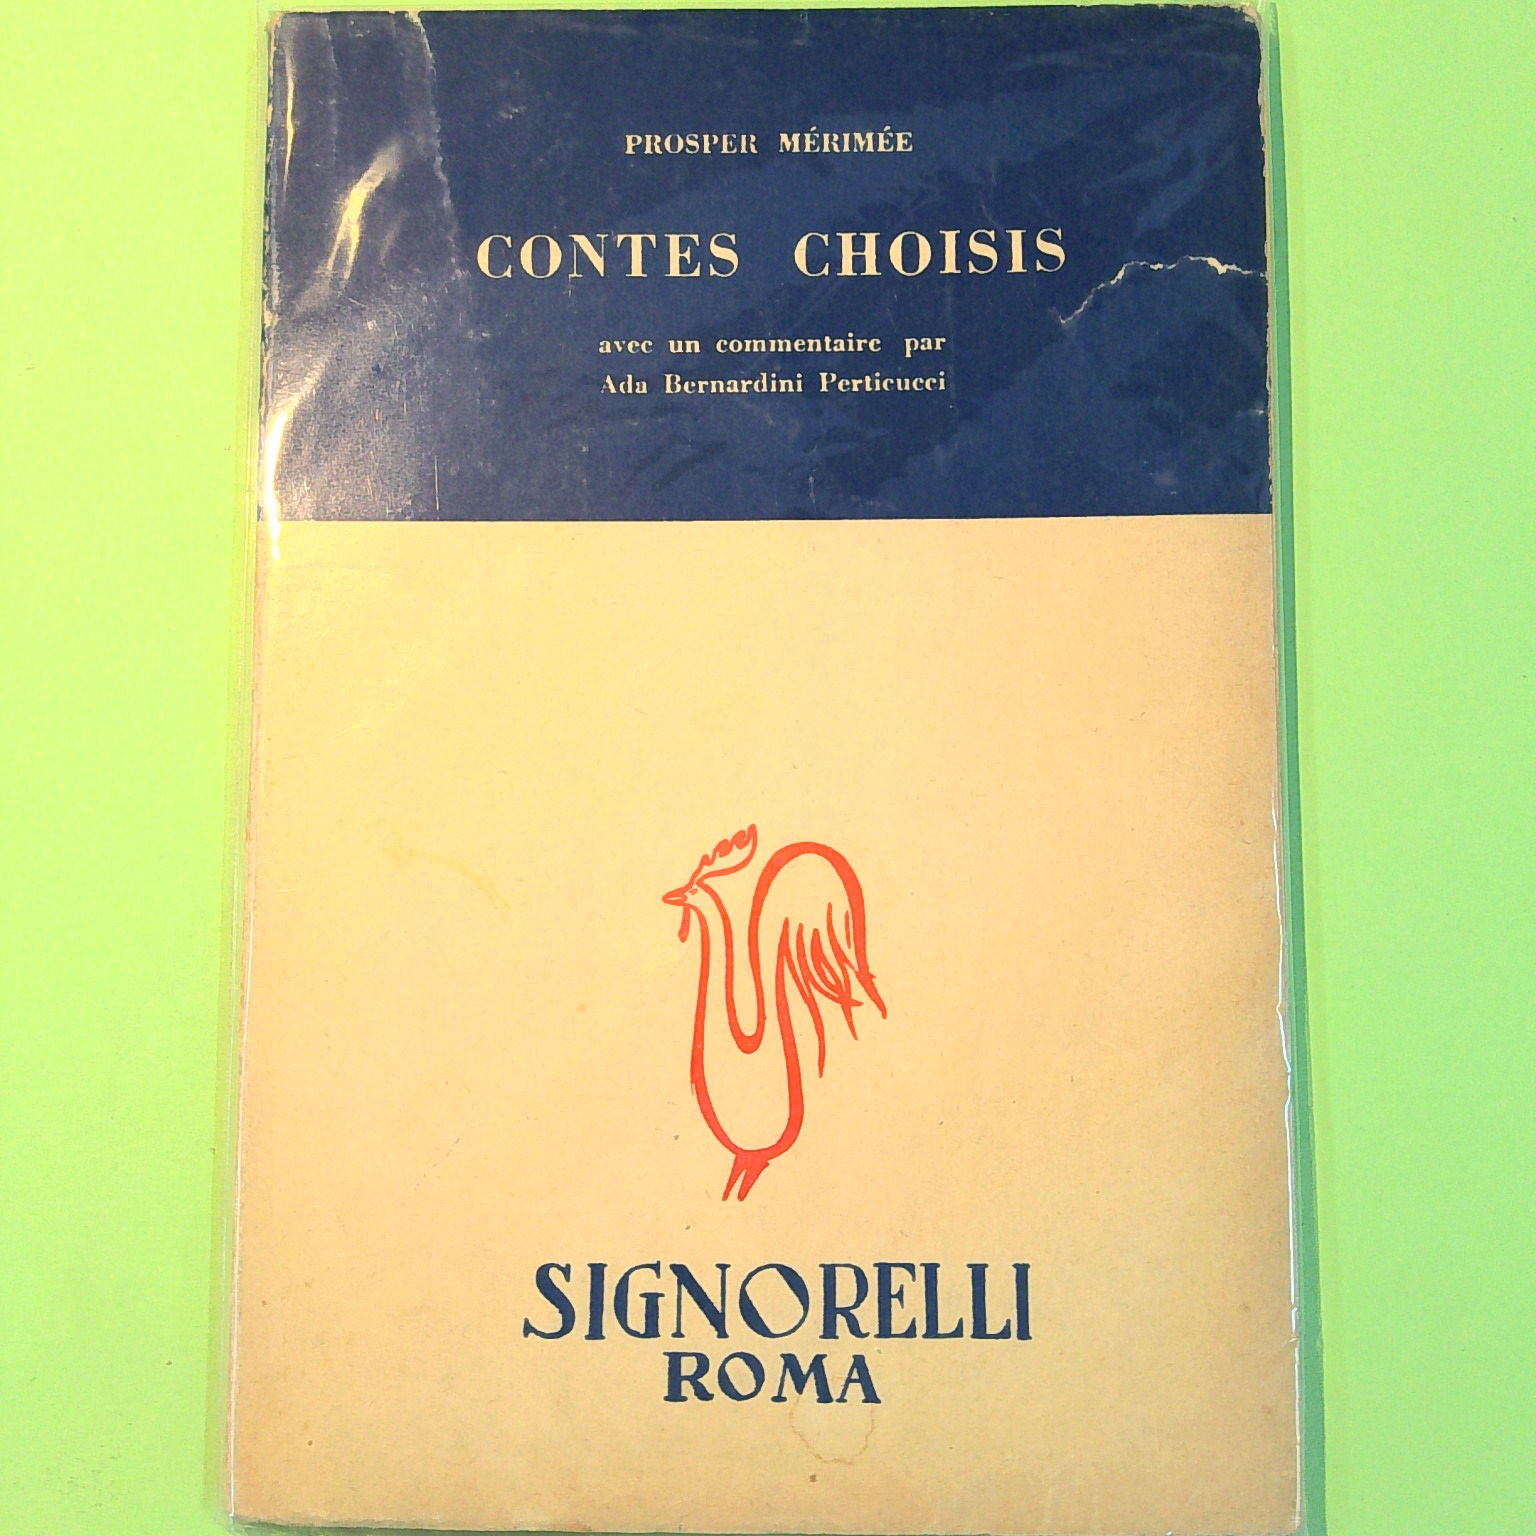 PROSPER MÉRIMÉE
CONTES CHOISIS
avec un commentaire par
Ada Bernardini Perticucci
SIGNORELLI
ROMA